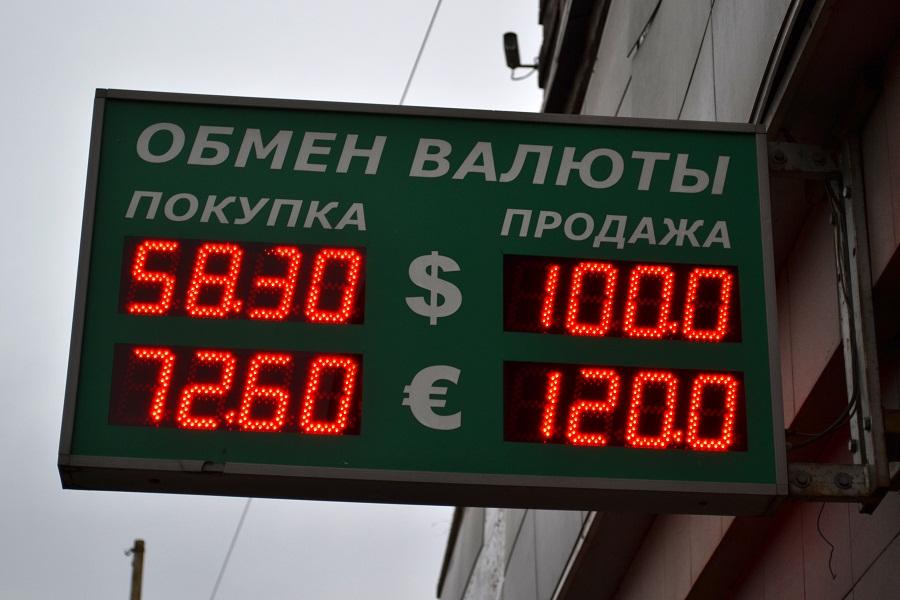 ОБМЕН ВАЛЮТЫ
ПОКУПКА ПРОДАЖА
58.30 $ 100.0
72.60 € 120.0